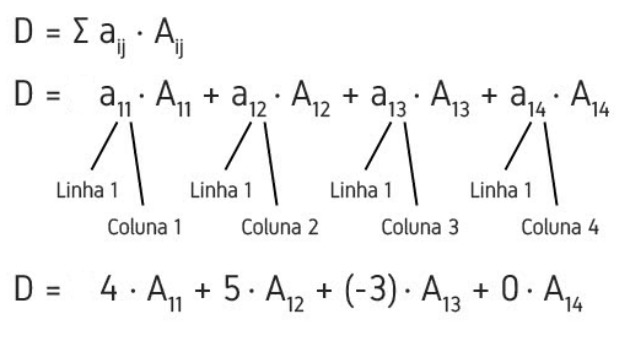 D = Σ aij · Aij
D = a11 · A11 + a12 · A12 + a13 · A13 + a14 · A14
Linha 1 Linha 1 Linha 1 Linha 1
Coluna 1 Coluna 2 Coluna 3 Coluna 4
D = 4 · A11 + 5 · A12 + (-3) · A13 + 0 · A14